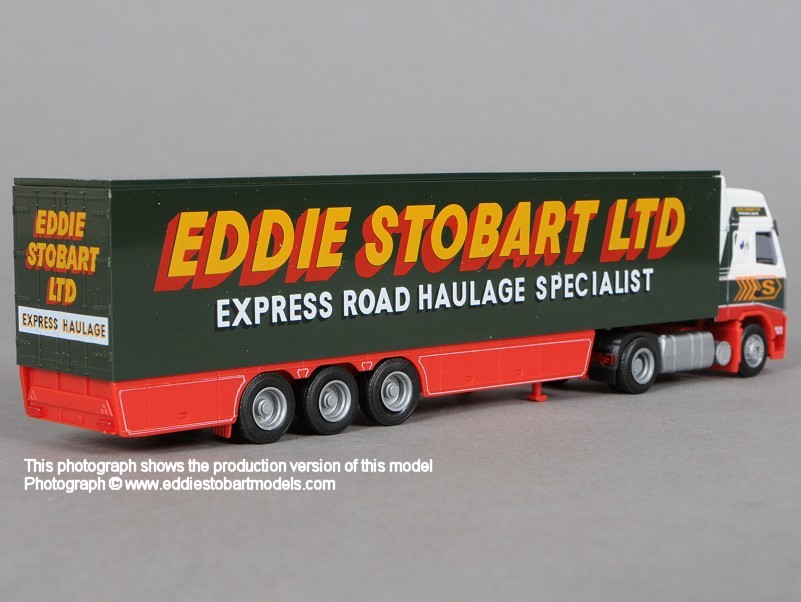 EDDIE
STOBART
LTD
EXPRESS HAULAGE
EDDIE STOBART LTD
EXPRESS ROAD HAULAGE SPECIALIST
S
This photograph shows the production version of this model
Photograph © www.eddiestobartmodels.com